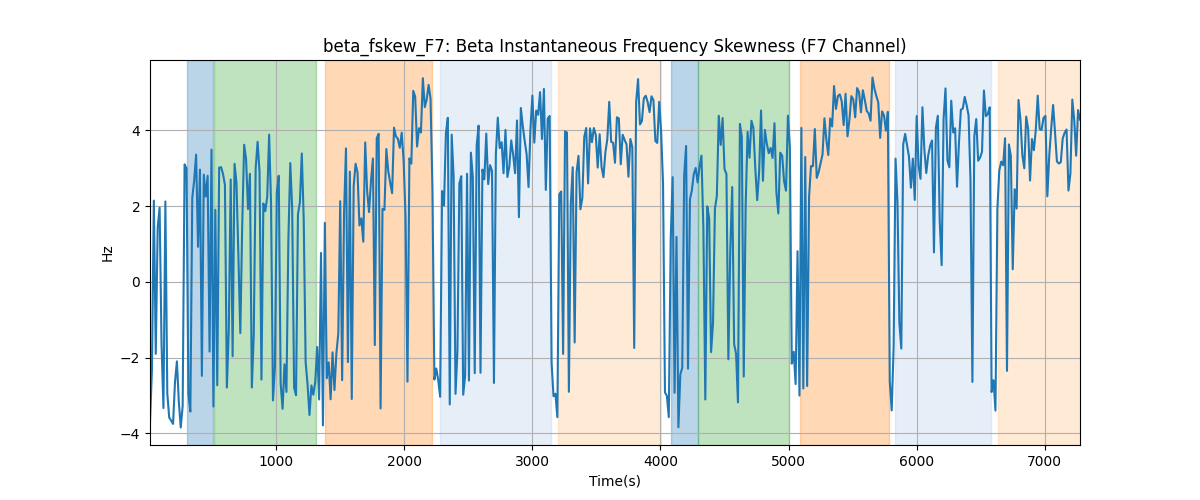 beta_fskew_F7: Beta Instantaneous Frequency Skewness (F7 Channel)
Hz
4
2
0
−2
−4
1000 2000 3000 4000 5000 6000 7000
Time(s)